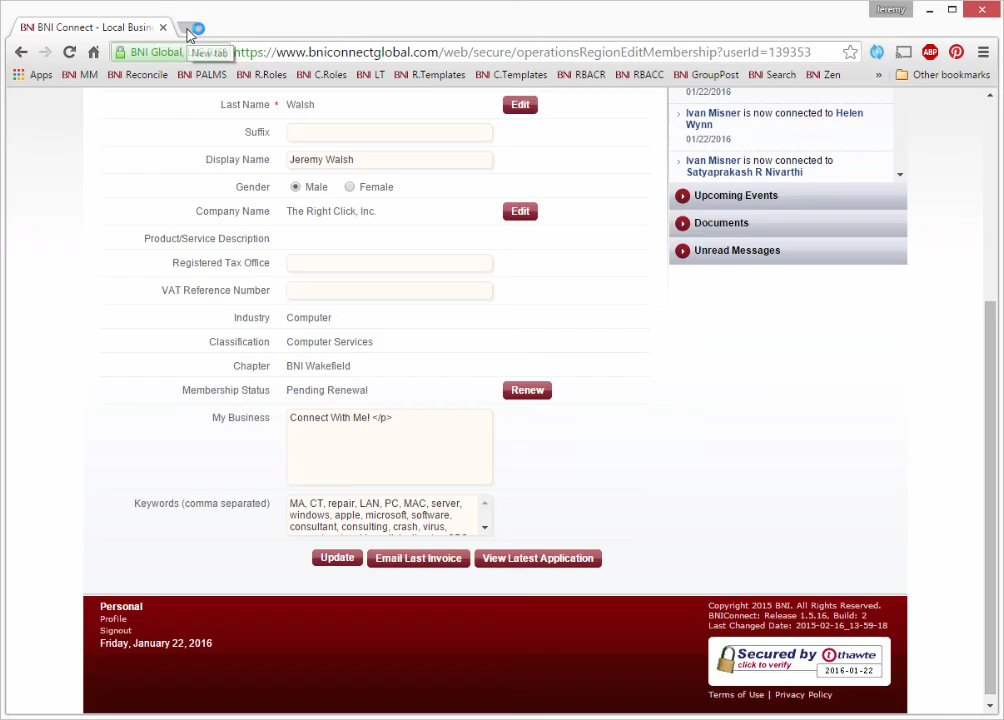 Jeremy
BNI BNI Connect - Local Busin
BNI Global,
New tab
https://www.bniconnectglobal.com/web/secure/operationsRegionEditMembership?userId=139353
ABP
Apps BNI MM BNI Reconcile BNI PALMS BNI R.Roles BNI C.Roles BNI LT BNI R.Templates BNI C.Templates BNI RBACR BNI RBACC BNI GroupPost BNI Search BNI Zen » Other bookmarks
Last Name * Walsh Edit
Suffix
Display Name Jeremy Walsh
Gender Male Female
Company Name The Right Click, Inc. Edit
Product/Service Description
Registered Tax Office
VAT Reference Number
Industry Computer
Classification Computer Services
Chapter BNI Wakefield
Membership Status Pending Renewal Renew
My Business Connect With Me! </p>
Keywords (comma separated) MA, CT, repair, LAN, PC, MAC, server,
windows, apple, microsoft, software,
consultant, consulting, crash, virus,
Update Email Last Invoice View Latest Application
01/22/2016
Ivan Misner is now connected to Helen
Wynn
01/22/2016
Ivan Misner is now connected to
Satyaprakash R Nivarthi
Upcoming Events
Documents
Unread Messages
Personal
Profile
Signout
Friday, January 22, 2016
Copyright 2015 BNI. All Rights Reserved.
BNIConnect: Release 1.5.16, Build: 2
Last Changed Date: 2015-02-16_13-59-18
Secured by thawte
click to verify
2016-01-22
Terms of Use | Privacy Policy